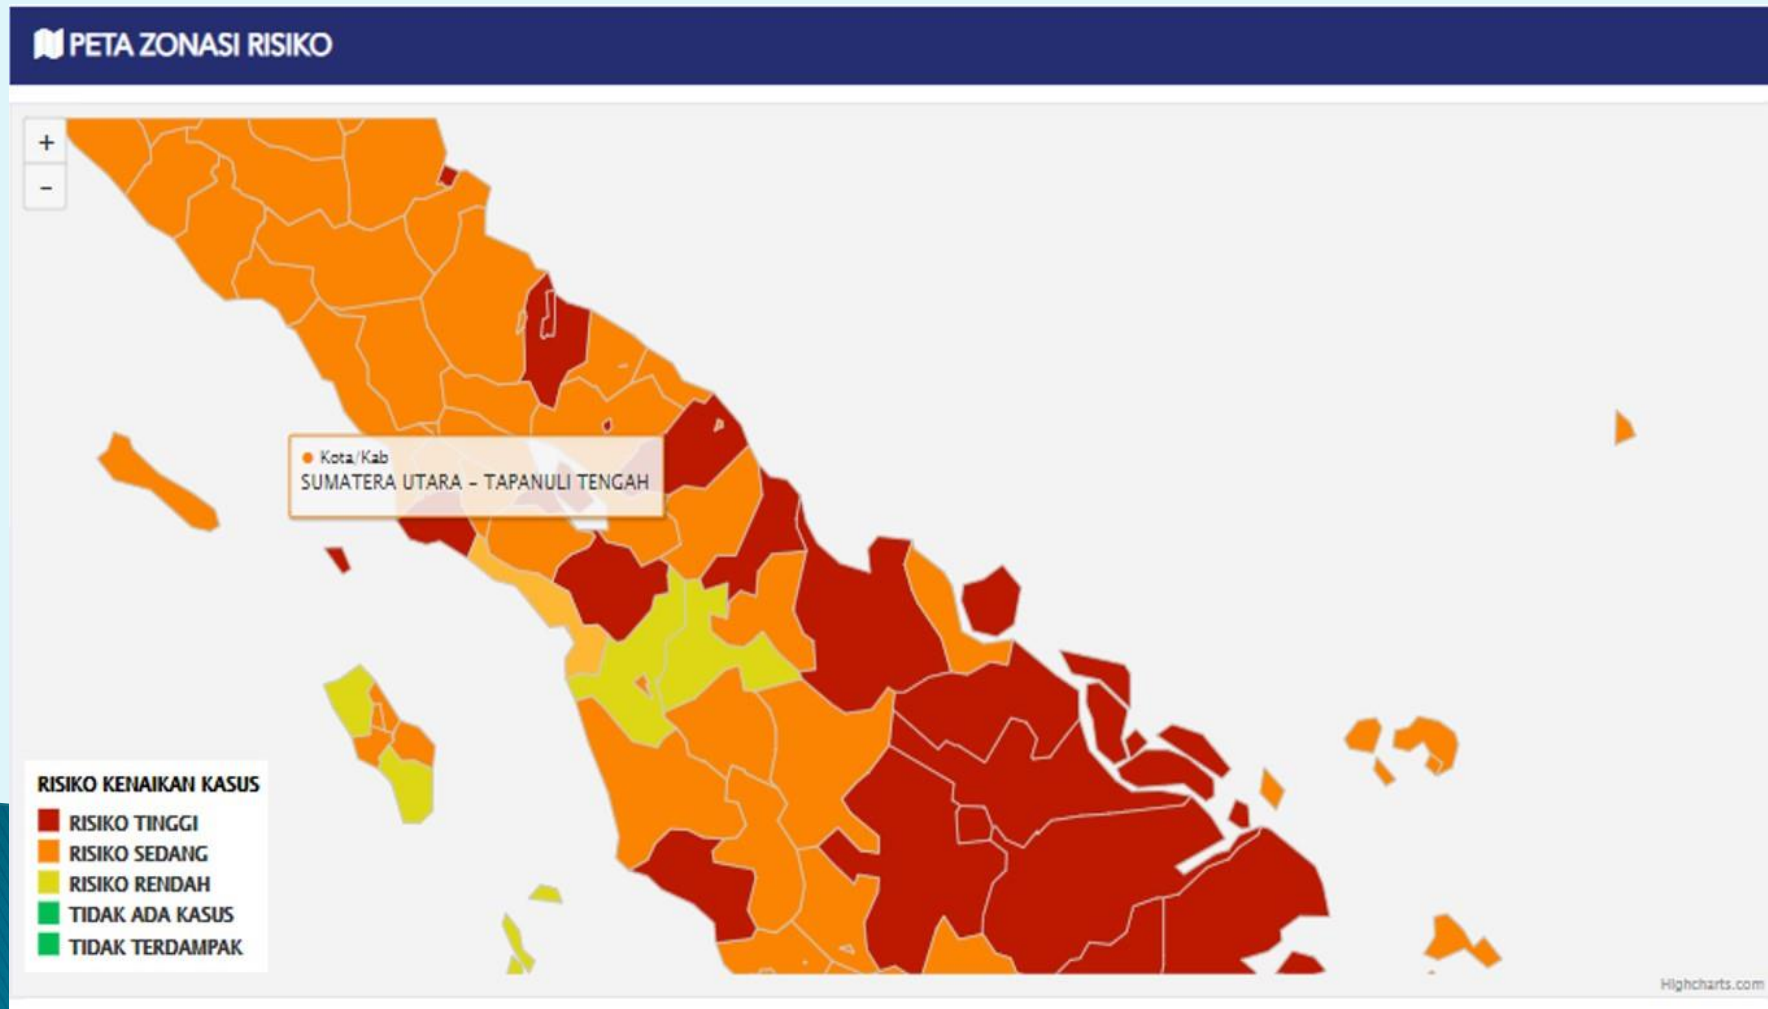 PETA ZONASI RISIKO
+
-
● Kota/Kab
SUMATERA UTARA - TAPANULI TENGAH
RISIKO KENAIKAN KASUS
RISIKO TINGGI
RISIKO SEDANG
RISIKO RENDAH
TIDAK ADA KASUS
TIDAK TERDAMPAK
Highcharts.com